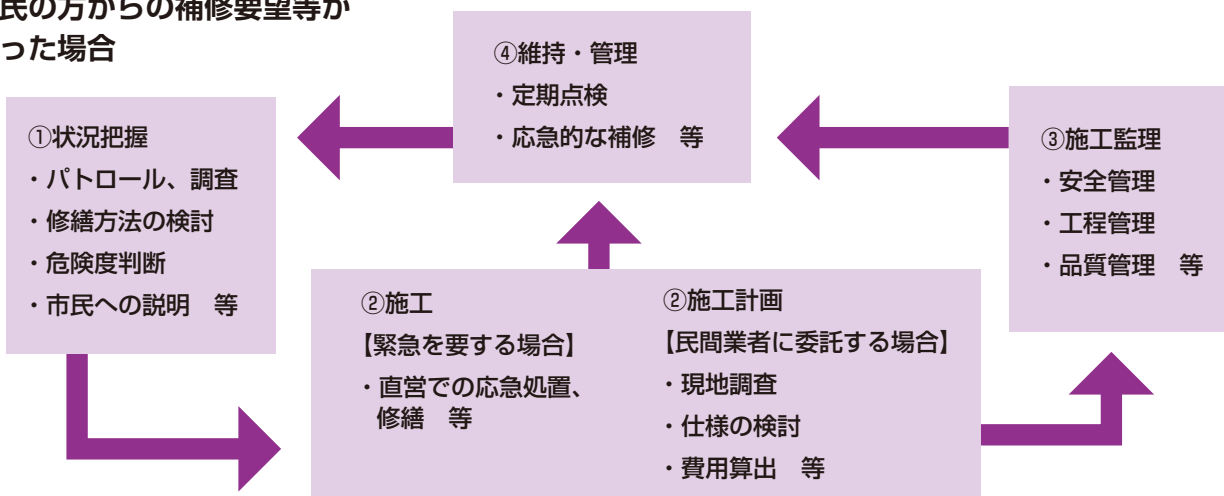 民の方からの補修要望等が
った場合
①状況把握
・パトロール、調査
・修繕方法の検討
・危険度判断
・市民への説明　等
②施工
【緊急を要する場合】
・直営での応急処置、
修繕　等
②施工計画
【民間業者に委託する場合】
・現地調査
・仕様の検討
・費用算出　等
③施工監理
・安全管理
・工程管理
・品質管理　等
④維持・管理
・定期点検
・応急的な補修　等